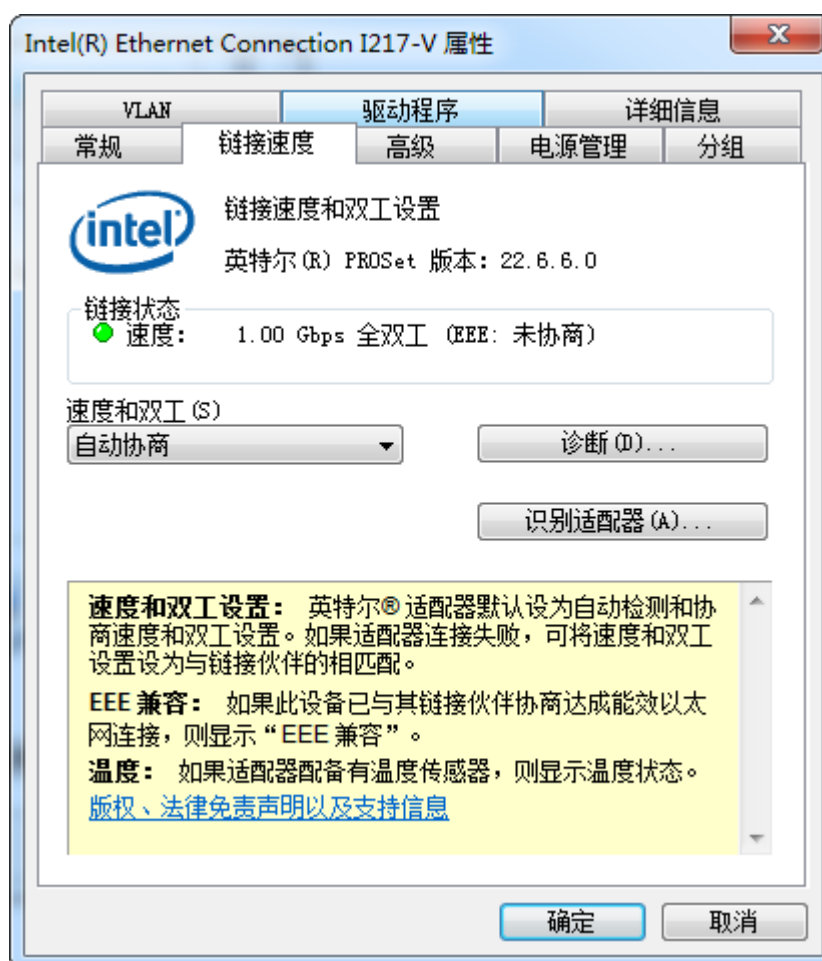 Intel(R) Ethernet Connection I217-V 属性
VLAN 驱动程序 详细信息
常规 链接速度 高级 电源管理 分组
intel
链接速度和双工设置
英特尔(R) PROSet 版本: 22.6.6.0
链接状态
速度: 1.00 Gbps 全双工 (EEE: 未协商)
速度和双工(S)
自动协商
诊断(D)...
识别适配器(A)...
速度和双工设置: 英特尔® 适配器默认设为自动检测和协
商速度和双工设置。如果适配器连接失败，可将速度和双工
设置设为与链接伙伴的相匹配。
EEE 兼容: 如果此设备已与其链接伙伴协商达成能效以太
网连接，则显示“EEE 兼容”。
温度: 如果适配器配备有温度传感器，则显示温度状态。
版权、法律免责声明以及支持信息
确定 取消